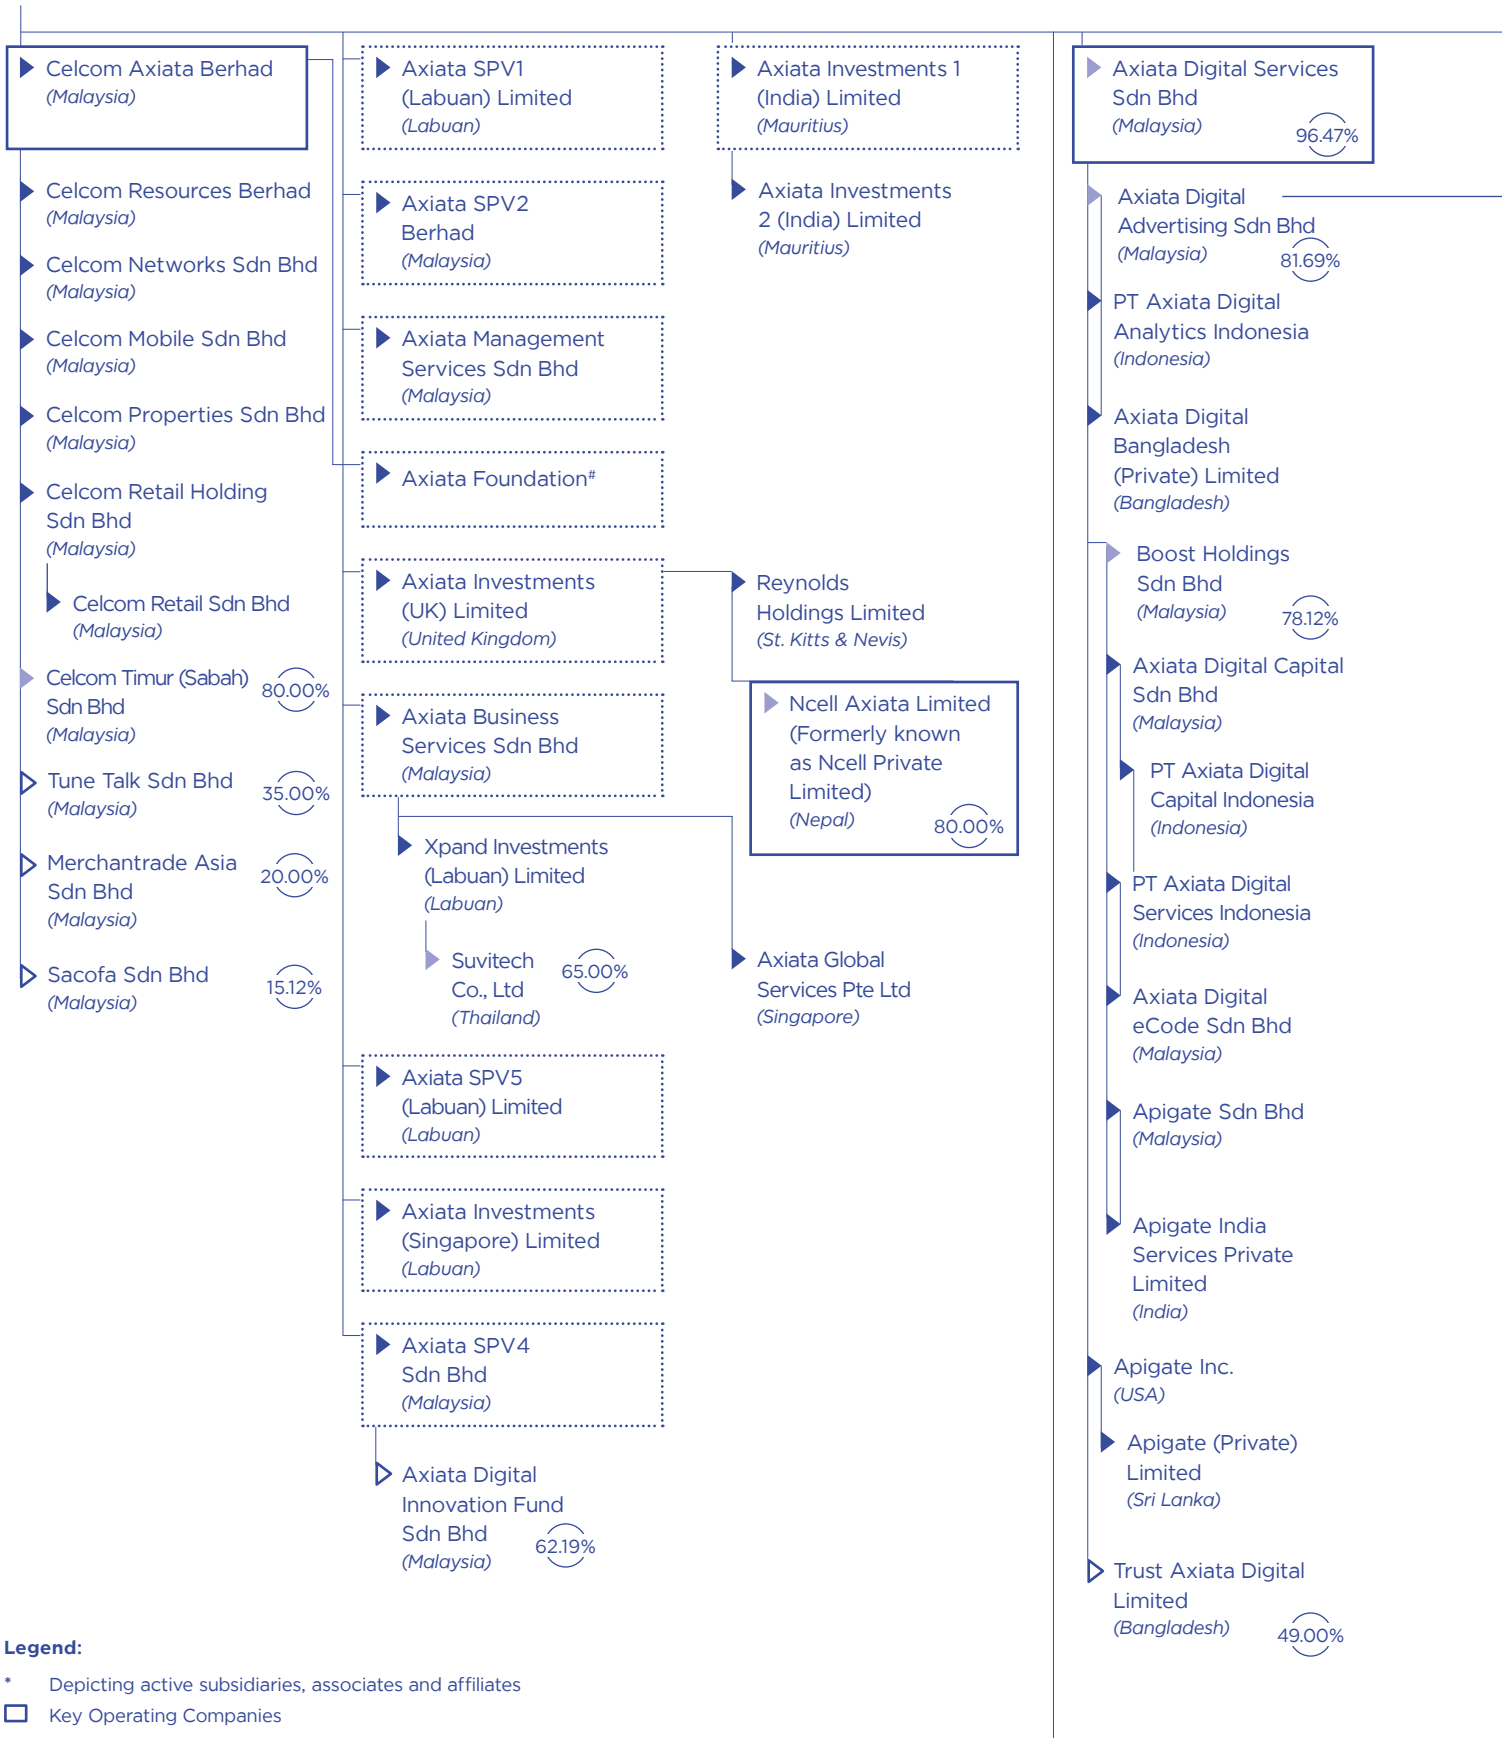 Celcom Axiata Berhad
(Malaysia)
Celcom Resources Berhad
(Malaysia)
Celcom Networks Sdn Bhd
(Malaysia)
Celcom Mobile Sdn Bhd
(Malaysia)
Celcom Properties Sdn Bhd
(Malaysia)
Celcom Retail Holding
Sdn Bhd
(Malaysia)
Celcom Retail Sdn Bhd
(Malaysia)
Celcom Timur (Sabah)
Sdn Bhd
(Malaysia)
80.00%
Tune Talk Sdn Bhd
(Malaysia)
35.00%
Merchantrade Asia
Sdn Bhd
(Malaysia)
20.00%
Sacofa Sdn Bhd
(Malaysia)
15.12%
Axiata SPV1
(Labuan) Limited
(Labuan)
Axiata SPV2
Berhad
(Malaysia)
Axiata Management
Services Sdn Bhd
(Malaysia)
Axiata Foundation#
Axiata Investments
(UK) Limited
(United Kingdom)
Axiata Business
Services Sdn Bhd
(Malaysia)
Xpand Investments
(Labuan) Limited
(Labuan)
Suvitech
Co., Ltd
(Thailand)
65.00%
Axiata SPV5
(Labuan) Limited
(Labuan)
Axiata Investments
(Singapore) Limited
(Labuan)
Axiata SPV4
Sdn Bhd
(Malaysia)
Axiata Digital
Innovation Fund
Sdn Bhd
(Malaysia)
62.19%
Axiata Investments 1
(India) Limited
(Mauritius)
Axiata Investments
2 (India) Limited
(Mauritius)
Reynolds
Holdings Limited
(St. Kitts & Nevis)
Ncell Axiata Limited
(Formerly known
as Ncell Private
Limited)
(Nepal)
80.00%
Axiata Global
Services Pte Ltd
(Singapore)
Axiata Digital Services
Sdn Bhd
(Malaysia)
96.47%
Axiata Digital
Advertising Sdn Bhd
(Malaysia)
81.69%
PT Axiata Digital
Analytics Indonesia
(Indonesia)
Axiata Digital
Bangladesh
(Private) Limited
(Bangladesh)
Boost Holdings
Sdn Bhd
(Malaysia)
78.12%
Axiata Digital Capital
Sdn Bhd
(Malaysia)
PT Axiata Digital
Capital Indonesia
(Indonesia)
PT Axiata Digital
Services Indonesia
(Indonesia)
Axiata Digital
eCode Sdn Bhd
(Malaysia)
Apigate Sdn Bhd
(Malaysia)
Apigate India
Services Private
Limited
(India)
Apigate Inc.
(USA)
Apigate (Private)
Limited
(Sri Lanka)
Trust Axiata Digital
Limited
(Bangladesh)
49.00%
Legend:
* Depicting active subsidiaries, associates and affiliates
Key Operating Companies